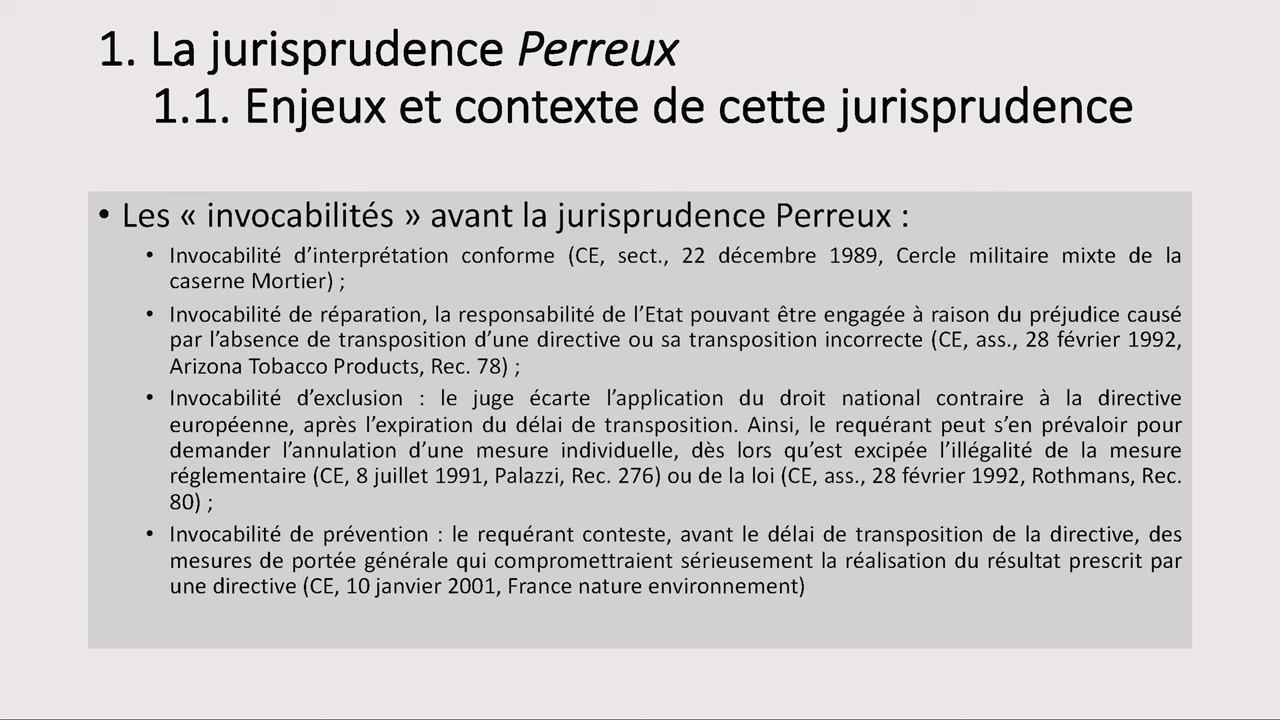 1. La jurisprudence Perreux
1.1. Enjeux et contexte de cette jurisprudence
• Les « invocabilités » avant la jurisprudence Perreux :
• Invocabilité d’interprétation conforme (CE, sect., 22 décembre 1989, Cercle militaire mixte de la
caserne Mortier) ;
• Invocabilité de réparation, la responsabilité de l’Etat pouvant être engagée à raison du préjudice causé
par l’absence de transposition d’une directive ou sa transposition incorrecte (CE, ass., 28 février 1992,
Arizona Tobacco Products, Rec. 78) ;
• Invocabilité d’exclusion : le juge écarte l’application du droit national contraire à la directive
européenne, après l’expiration du délai de transposition. Ainsi, le requérant peut s’en prévaloir pour
demander l’annulation d’une mesure individuelle, dès lors qu’est excipée l’illégalité de la mesure
réglementaire (CE, 8 juillet 1991, Palazzi, Rec. 276) ou de la loi (CE, ass., 28 février 1992, Rothmans, Rec.
80) ;
• Invocabilité de prévention : le requérant conteste, avant le délai de transposition de la directive, des
mesures de portée générale qui compromettraient sérieusement la réalisation du résultat prescrit par
une directive (CE, 10 janvier 2001, France nature environnement)